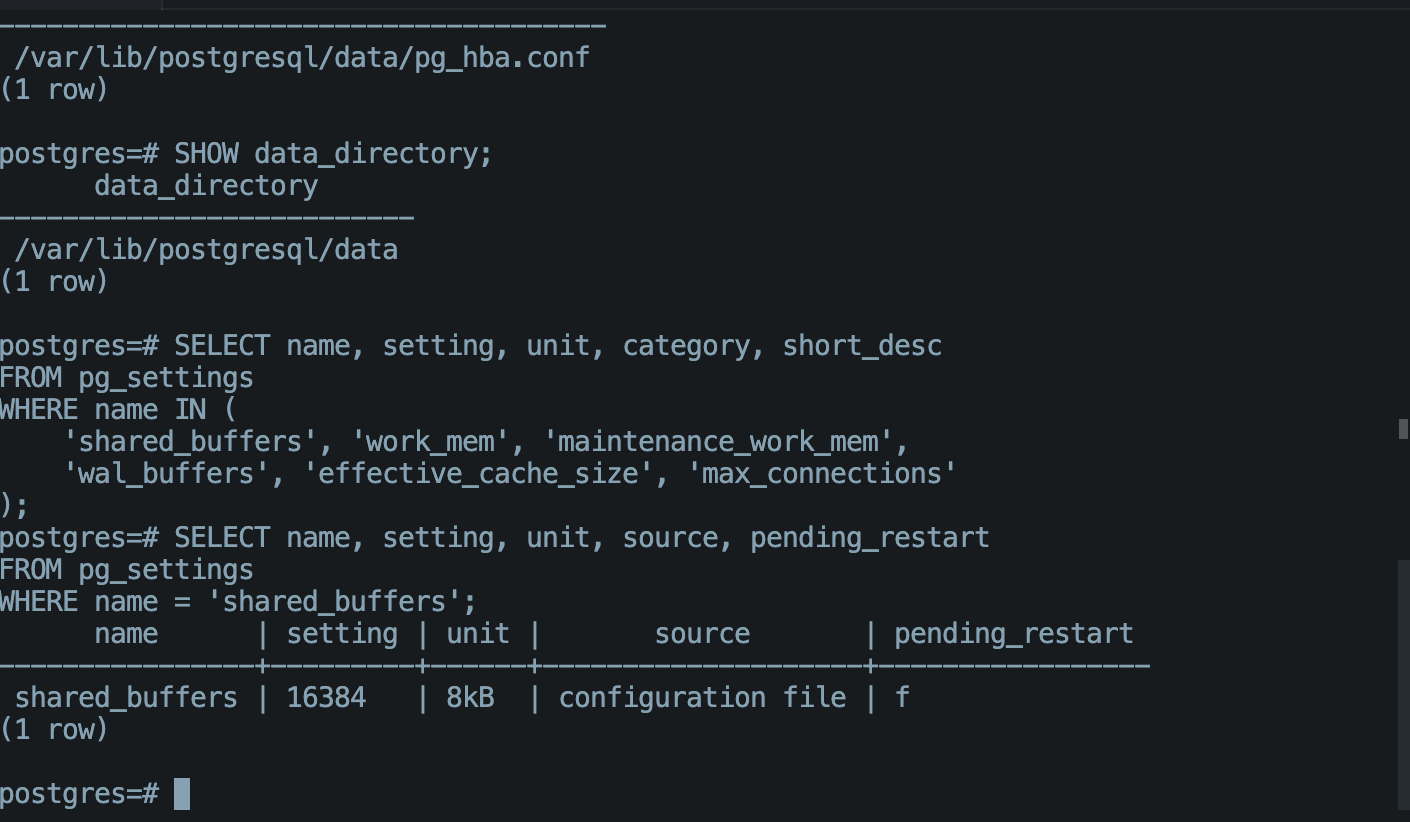 ----------------------------------------
/var/lib/postgresql/data/pg_hba.conf
(1 row)
postgres=# SHOW data_directory;
data_directory
--------------------------
/var/lib/postgresql/data
(1 row)
postgres=# SELECT name, setting, unit, category, short_desc
FROM pg_settings
WHERE name IN (
    'shared_buffers', 'work_mem', 'maintenance_work_mem',
    'wal_buffers', 'effective_cache_size', 'max_connections'
);
postgres=# SELECT name, setting, unit, source, pending_restart
FROM pg_settings
WHERE name = 'shared_buffers';
      name      | setting | unit |       source       | pending_restart
----------------+---------+------+--------------------+-----------------
 shared_buffers | 16384   | 8kB  | configuration file | f
(1 row)
postgres=#